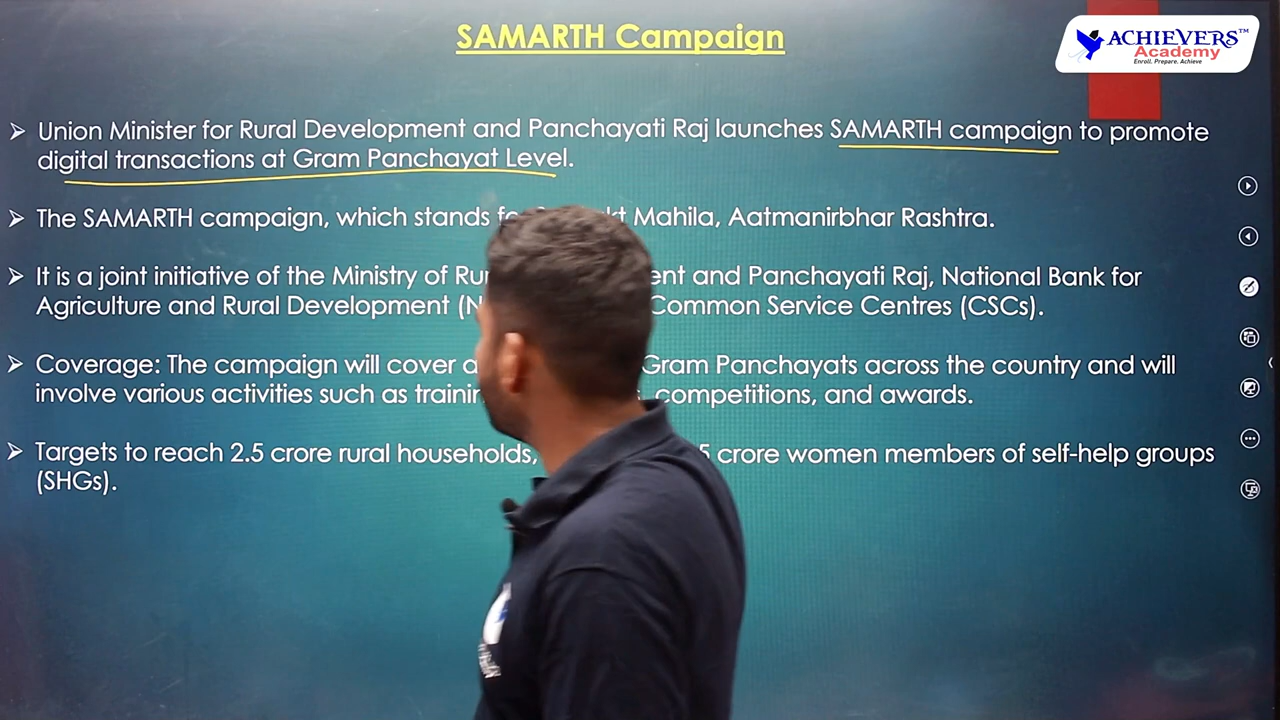 SAMARTH Campaign
ACHIEVERS™
Academy
Enroll. Prepare. Achieve
➢ Union Minister for Rural Development and Panchayati Raj launches SAMARTH campaign to promote
digital transactions at Gram Panchayat Level.
➢ The SAMARTH campaign, which stands Mahila, Aatmanirbhar Rashtra.
➢ It is a joint initiative of the Ministry of and Panchayati Raj, National Bank for
Agriculture and Rural Development Common Service Centres (CSCs).
➢ Coverage: The campaign will cover Gram Panchayats across the country and will
involve various activities such as competitions, and awards.
➢ Targets to reach 2.5 crore rural households, crore women members of self-help groups
(SHGs).